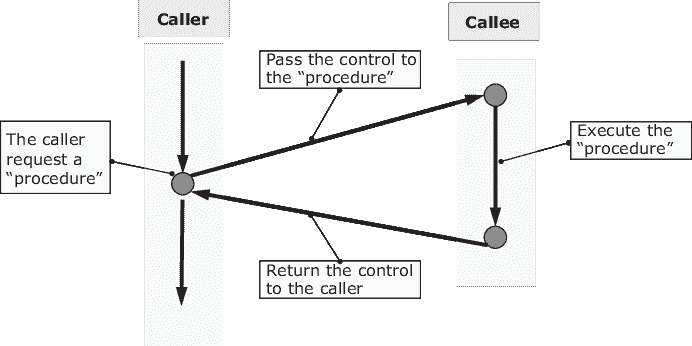 Caller
Callee
Pass the control to
the “procedure”
The caller
request a
“procedure”
Execute the
“procedure”
Return the control
to the caller